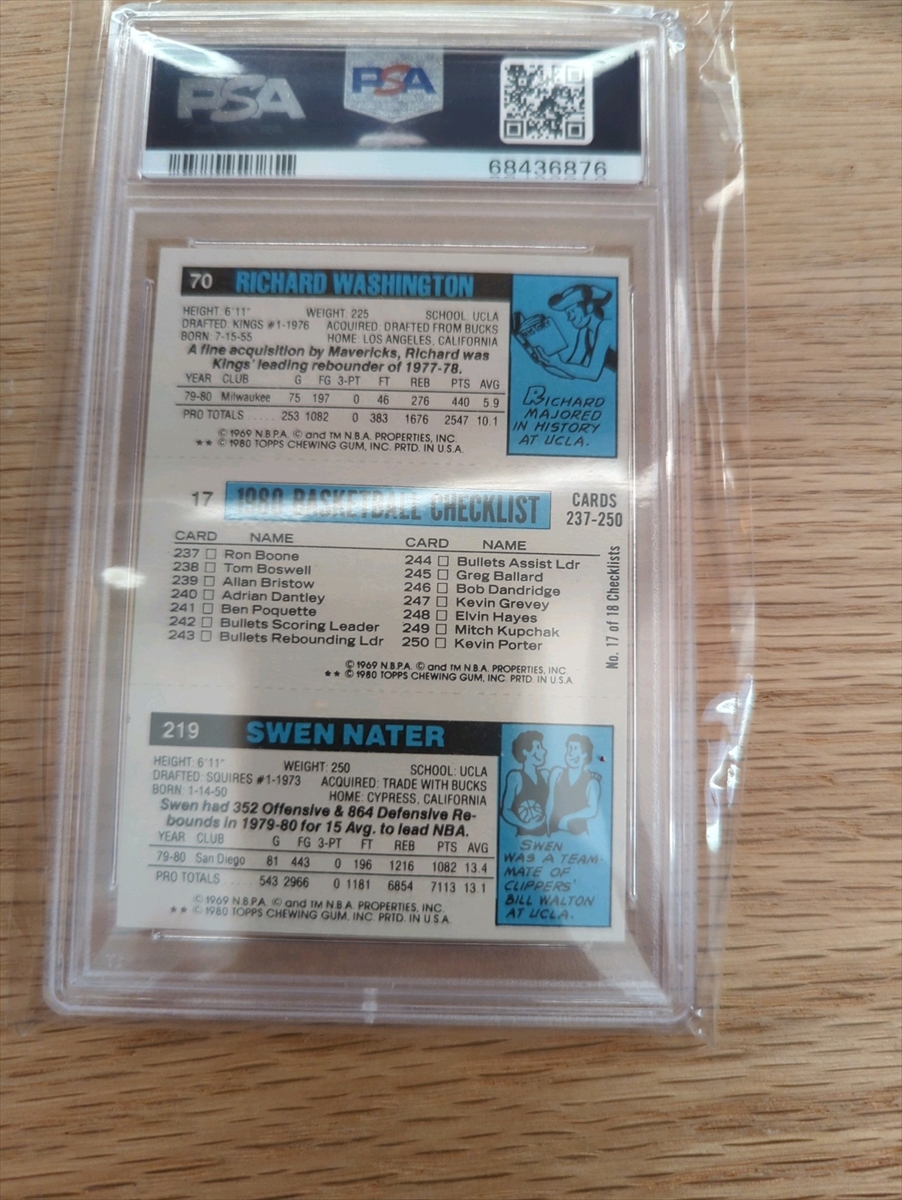 PSA
PSA
68436876
70 RICHARD WASHINGTON
HEIGHT: 6'11" WEIGHT: 225 SCHOOL: UCLA
DRAFTED: KINGS #1-1976 ACQUIRED: DRAFTED FROM BUCKS
BORN: 7-15-55 HOME: LOS ANGELES, CALIFORNIA
A fine acquisition by Mavericks, Richard was
Kings' leading rebounder of 1977-78.
YEAR CLUB G FG 3-PT FT REB PTS AVG
79-80 Milwaukee 75 197 0 46 276 440 5.9
PRO TOTALS 253 1082 0 383 1676 2547 10.1
© 1969 N.B.P.A. © and TM N.B.A. PROPERTIES, INC.
** © 1980 TOPPS CHEWING GUM, INC. PRTD. IN U.S.A.
RICHARD
MAJORED
IN HISTORY
AT UCLA.
17 1980 BASKETBALL CHECKLIST CARDS
237-250
CARD NAME
237 □ Ron Boone
238 □ Tom Boswell
239 □ Allan Bristow
240 □ Adrian Dantley
241 □ Ben Poquette
242 □ Bullets Scoring Leader
243 □ Bullets Rebounding Ldr
CARD NAME
244 □ Bullets Assist Ldr
245 □ Greg Ballard
246 □ Bob Dandridge
247 □ Kevin Grevey
248 □ Elvin Hayes
249 □ Mitch Kupchak
250 □ Kevin Porter
No. 17 of 18 Checklists
© 1969 N.B.P.A. © and TM N.B.A. PROPERTIES, INC.
** © 1980 TOPPS CHEWING GUM, INC. PRTD. IN U.S.A.
219 SWEN NATER
HEIGHT: 6'11" WEIGHT: 250 SCHOOL: UCLA
DRAFTED: SQUIRES #1-1973 ACQUIRED: TRADE WITH BUCKS
BORN: 1-14-50 HOME: CYPRESS, CALIFORNIA
Swen had 352 Offensive & 864 Defensive Re-
bounds in 1979-80 for 15 Avg. to lead NBA.
YEAR CLUB G FG 3-PT FT REB PTS AVG
79-80 San Diego 81 443 0 196 1216 1082 13.4
PRO TOTALS 543 2966 0 1181 6854 7113 13.1
© 1969 N.B.P.A. © and TM N.B.A. PROPERTIES, INC.
** © 1980 TOPPS CHEWING GUM, INC. PRTD. IN U.S.A.
SWEN
WAS A TEAM-
MATE OF
CLIPPERS'
BILL WALTON
AT UCLA.